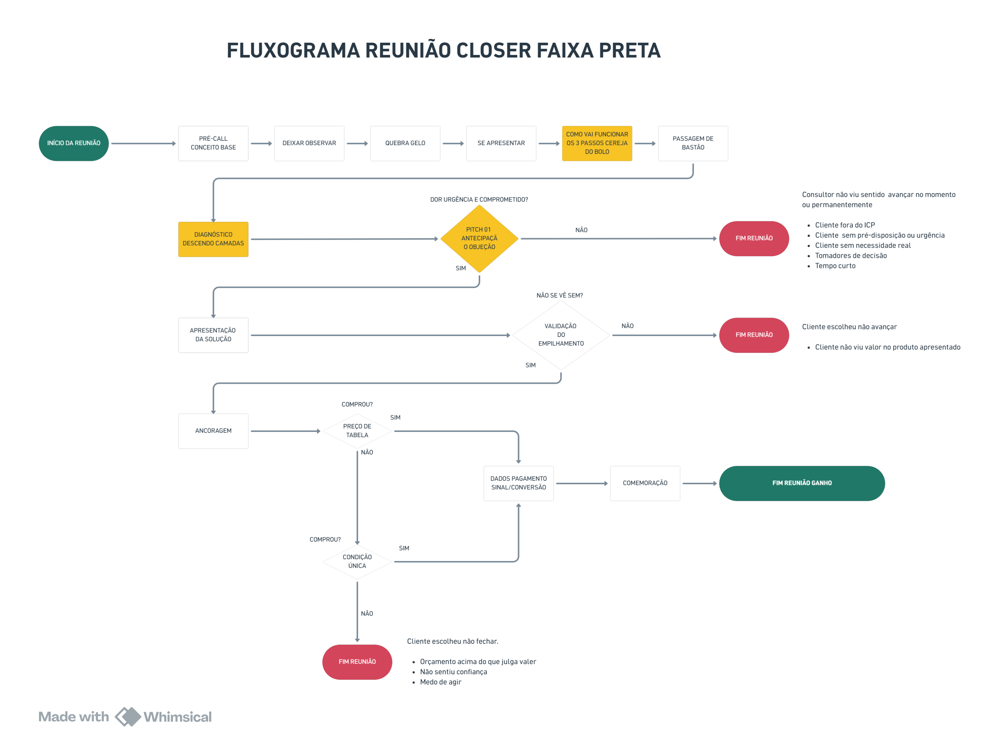 FLUXOGRAMA REUNIÃO CLOSER FAIXA PRETA
INÍCIO DA REUNIÃO
PRÉ-CALL
CONCEITO BASE
DEIXAR OBSERVAR
QUEBRA GELO
SE APRESENTAR
COMO VAI FUNCIONAR
OS 3 PASSOS CEREJA
DO BOLO
PASSAGEM DE
BASTÃO
DIAGNÓSTICO
DESCENDO CAMADAS
DOR URGÊNCIA E COMPROMETIDO?
PITCH 01
ANTECIPAÇÃ
O OBJEÇÃO
NÃO
SIM
FIM REUNIÃO
Consultor não viu sentido  avançar no momento
ou permanentemente
• Cliente fora do ICP
• Cliente  sem pré-disposição ou urgência
• Cliente sem necessidade real
• Tomadores de decisão
• Tempo curto
APRESENTAÇÃO
DA SOLUÇÃO
NÃO SE VÊ SEM?
VALIDAÇÃO
DO
EMPILHAMENTO
NÃO
SIM
FIM REUNIÃO
Cliente escolheu não avançar
• Cliente não viu valor no produto apresentado
ANCORAGEM
COMPROU?
PREÇO DE
TABELA
SIM
NÃO
DADOS PAGAMENTO
SINAL/CONVERSÃO
COMEMORAÇÃO
FIM REUNIÃO GANHO
COMPROU?
CONDIÇÃO
ÚNICA
SIM
NÃO
FIM REUNIÃO
Cliente escolheu não fechar.
• Orçamento acima do que julga valer
• Não sentiu confiança
• Medo de agir
Made with Whimsical